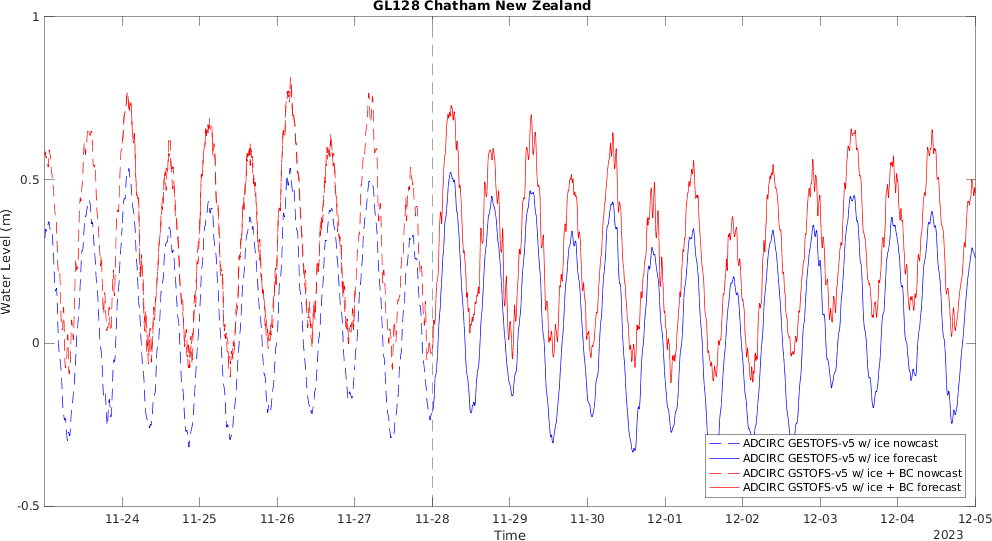 GL128 Chatham New Zealand
1
0.5
0
-0.5
Water Level (m)
11-24 11-25 11-26 11-27 11-28 11-29 11-30 12-01 12-02 12-03 12-04 12-05
Time
2023
ADCIRC GESTOFS-v5 w/ ice nowcast
ADCIRC GESTOFS-v5 w/ ice forecast
ADCIRC GSTOFS-v5 w/ ice + BC nowcast
ADCIRC GSTOFS-v5 w/ ice + BC forecast